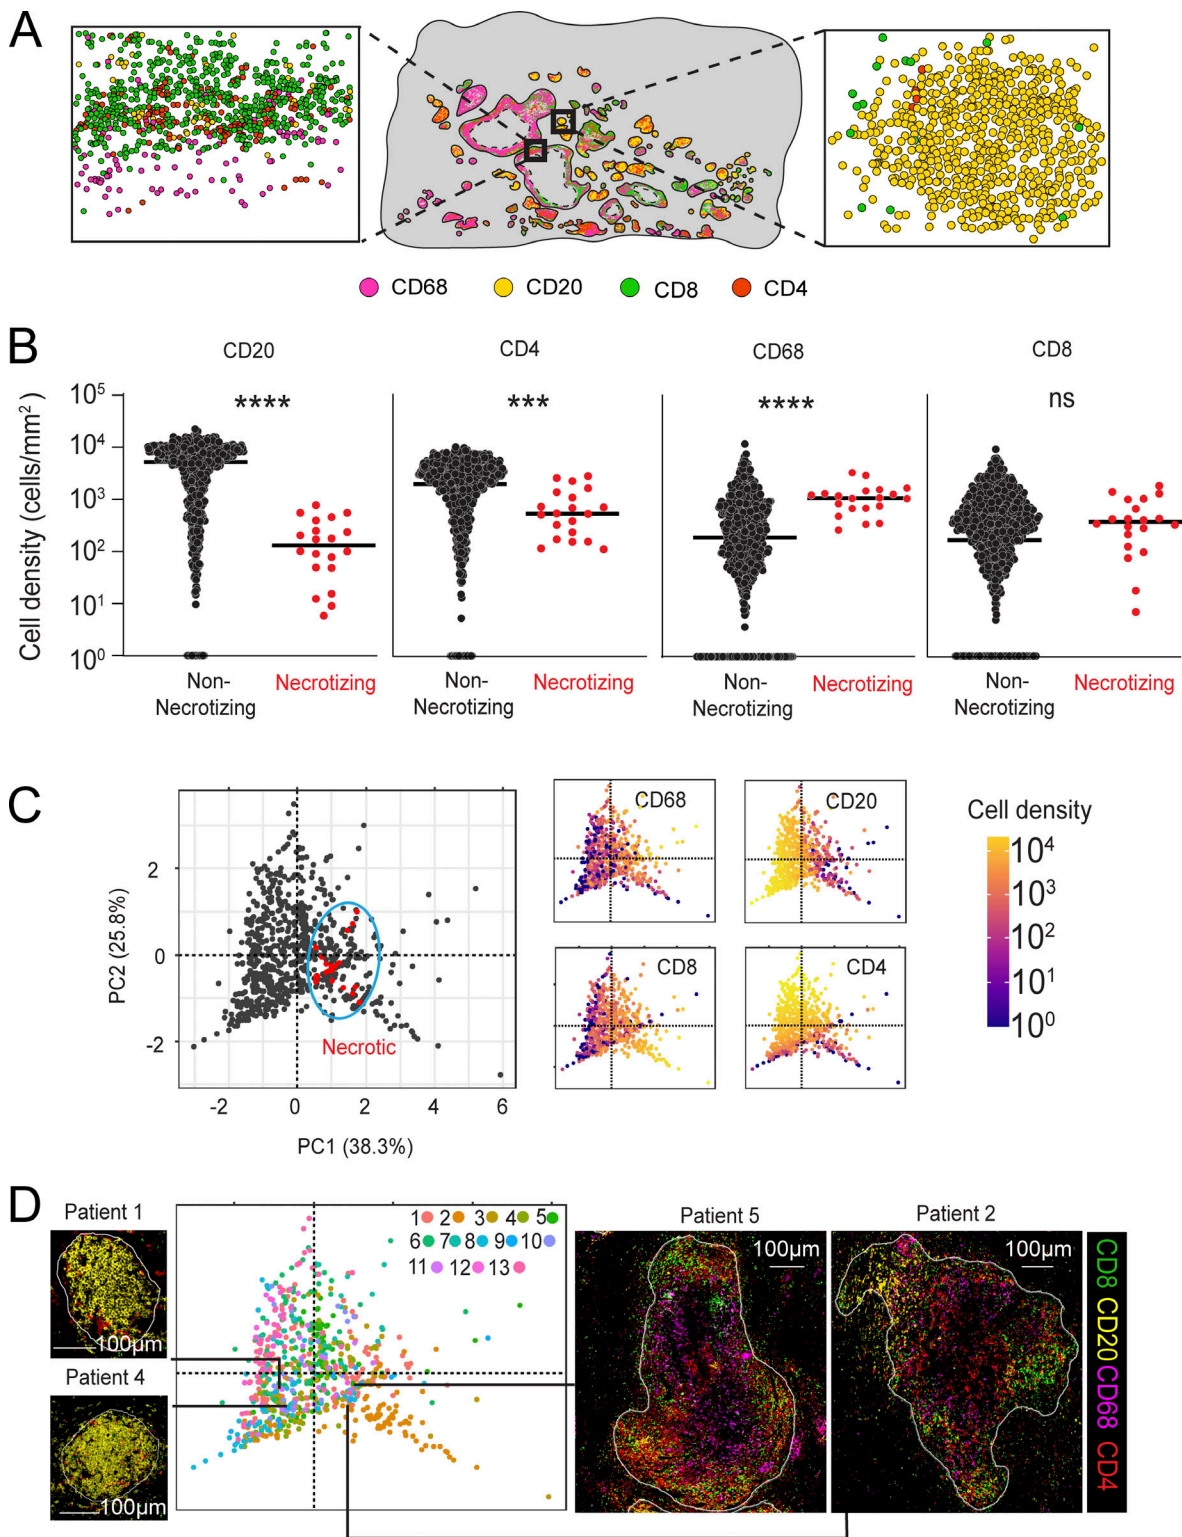 A
CD68 CD20 CD8 CD4
B
CD20 CD4 CD68 CD8
**** *** **** ns
Cell density (cells/mm²)
10⁵
10⁴
10³
10²
10¹
10⁰
Non-Necrotizing Necrotizing Non-Necrotizing Necrotizing Non-Necrotizing Necrotizing Non-Necrotizing Necrotizing
C
PC2 (25.8%)
2
0
-2
Necrotic
-2 0 2 4 6
PC1 (38.3%)
CD68 CD20
CD8 CD4
Cell density
10⁴
10³
10²
10¹
10⁰
D
Patient 1
100µm
Patient 4
100µm
1 2 3 4 5
6 7 8 9 10
11 12 13
Patient 5
100µm
Patient 2
100µm
CD8 CD20 CD68 CD4